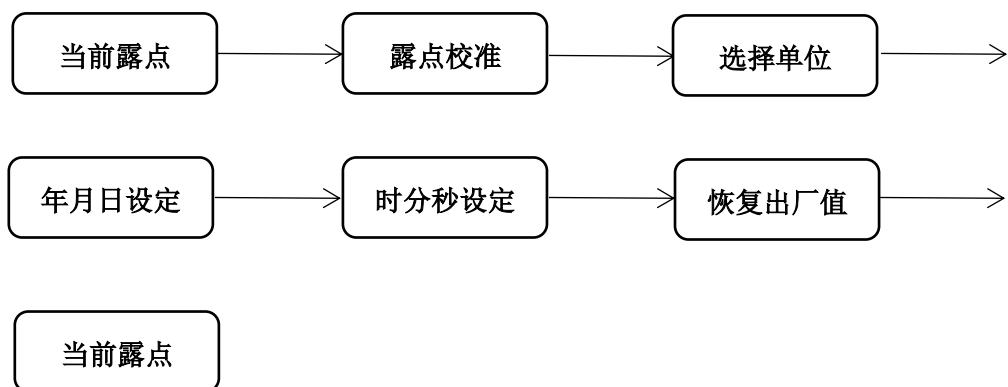 当前露点
露点校准
选择单位
年月日设定
时分秒设定
恢复出厂值
当前露点